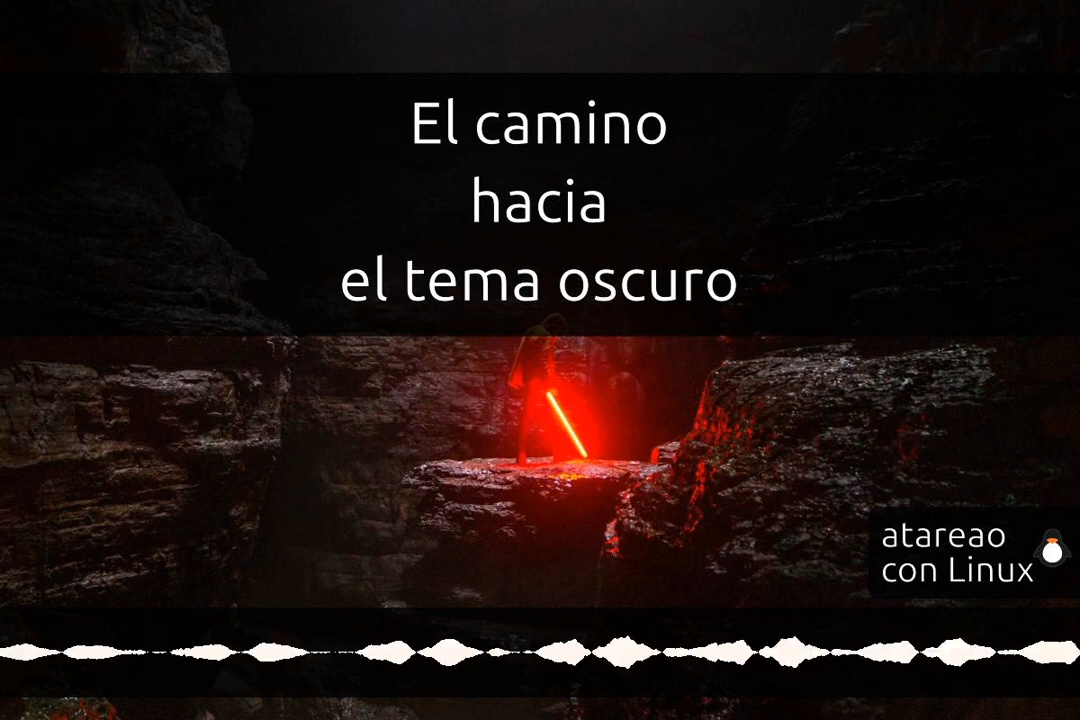 El camino
hacia
el tema oscuro
atareao
con Linux